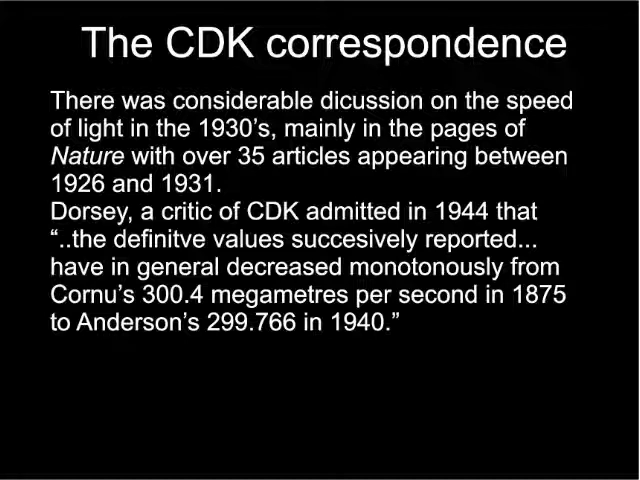 The CDK correspondence
There was considerable dicussion on the speed
of light in the 1930's, mainly in the pages of
Nature with over 35 articles appearing between
1926 and 1931.
Dorsey, a critic of CDK admitted in 1944 that
“..the definitve values succesively reported...
have in general decreased monotonously from
Cornu’s 300.4 megametres per second in 1875
to Anderson’s 299.766 in 1940.”